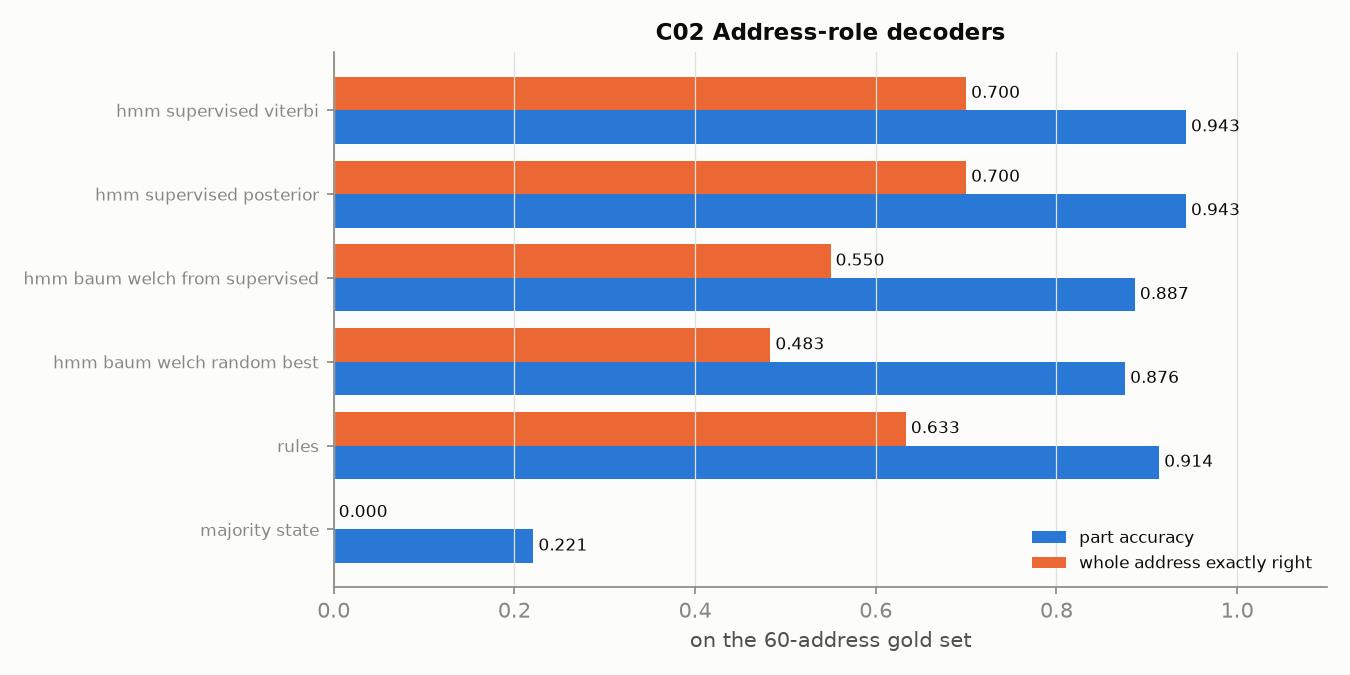 C02 Address-role decoders
hmm supervised viterbi
0.700
0.943
hmm supervised posterior
0.700
0.943
hmm baum welch from supervised
0.550
0.887
hmm baum welch random best
0.483
0.876
rules
0.633
0.914
majority state
0.000
0.221
part accuracy
whole address exactly right
0.0 0.2 0.4 0.6 0.8 1.0
on the 60-address gold set